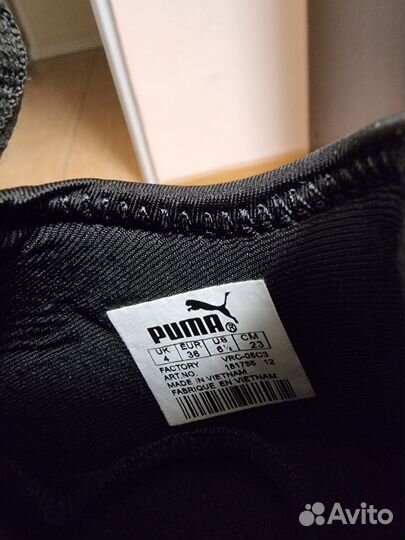 PUMA®
UK EUR US CM
4 36 6½ 23
FACTORY VRC-05C3
ART NO 181755 12
MADE IN VIETNAM
FABRIQUE EN VIETNAM
Avito